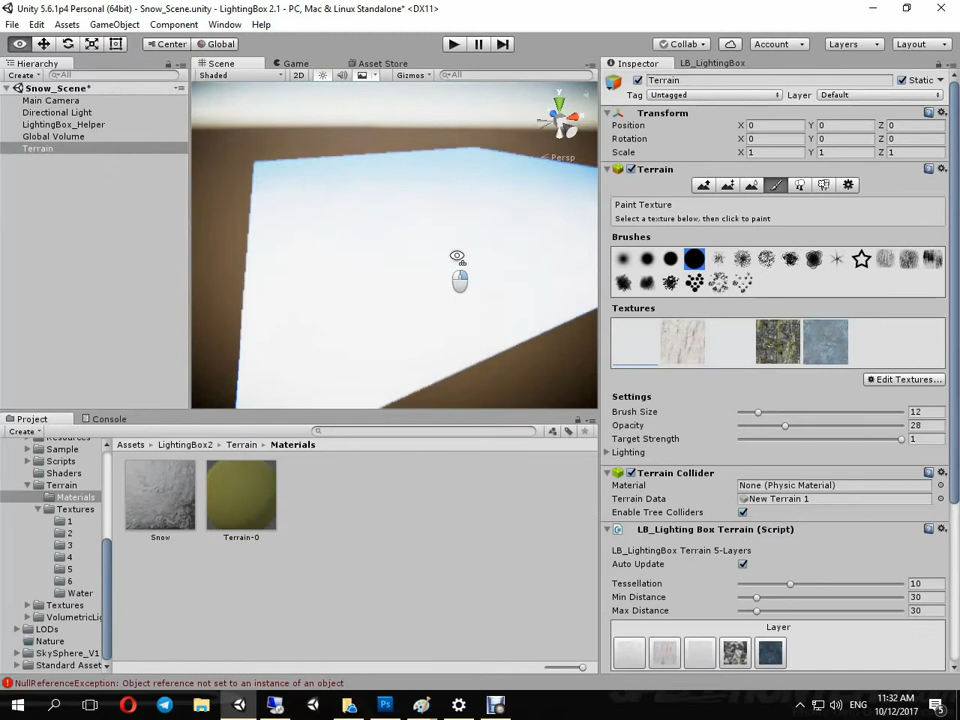 Unity 5.6.1p4 Personal (64bit) - Snow_Scene.unity - LightingBox 2.1 - PC, Mac & Linux Standalone* <DX11>
File Edit Assets GameObject Component Window Help
Center Global Collab Account Layers Layout
Hierarchy
Create All
Snow_Scene*
Main Camera
Directional Light
LightingBox_Helper
Global Volume
Terrain
Scene Game Asset Store
Shaded 2D Gizmos All
y
x
Persp
Inspector LB_LightingBox
Terrain Static
Tag Untagged Layer Default
Transform
Position X 0 Y 0 Z 0
Rotation X 0 Y 0 Z 0
Scale X 1 Y 1 Z 1
Terrain
Paint Texture
Select a texture below, then click to paint
Brushes
Textures
Edit Textures...
Settings
Brush Size 12
Opacity 28
Target Strength 1
Lighting
Terrain Collider
Material None (Physic Material)
Terrain Data New Terrain 1
Enable Tree Colliders
LB_Lighting Box Terrain (Script)
LB_LightingBox Terrain 5-Layers
Auto Update
Tessellation 10
Min Distance 30
Max Distance 30
Layer
Project Console
Create
Resources
Sample
Scripts
Shaders
Terrain
Materials
Textures
1
2
3
4
5
6
Water
Textures
VolumetricLi
LODs
Nature
SkySphere_V1
Standard Asset
Assets LightingBox2 Terrain Materials
Snow Terrain-0
NullReferenceException: Object reference not set to an instance of an object
ENG 11:32 AM
10/12/2017
5